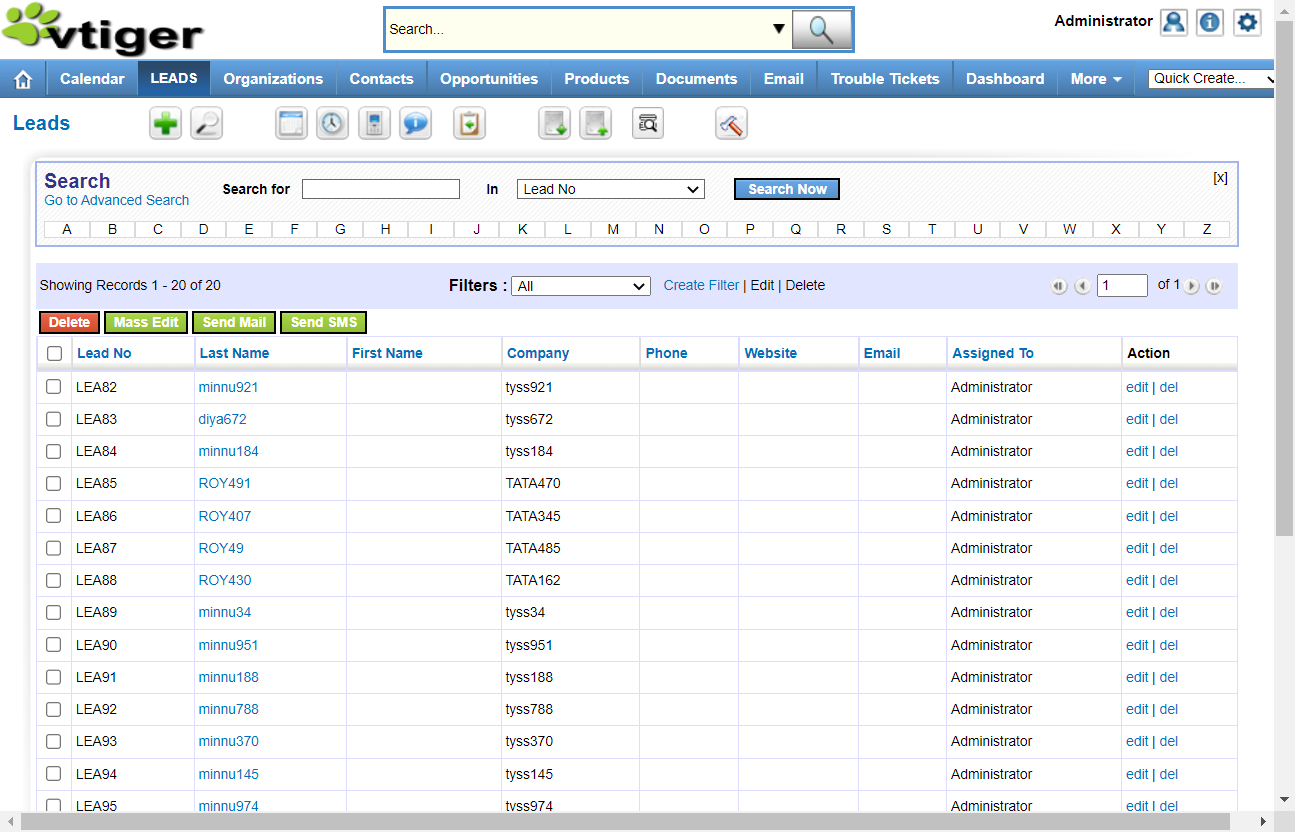 vtiger
Search...
Administrator
Calendar LEADS Organizations Contacts Opportunities Products Documents Email Trouble Tickets Dashboard More Quick Create...
Leads
Search
Go to Advanced Search
Search for In Lead No Search Now [x]
A B C D E F G H I J K L M N O P Q R S T U V W X Y Z
Showing Records 1 - 20 of 20 Filters : All Create Filter | Edit | Delete 1 of 1
Delete Mass Edit Send Mail Send SMS
Lead No Last Name First Name Company Phone Website Email Assigned To Action
LEA82 minnu921 tyss921 Administrator edit | del
LEA83 diya672 tyss672 Administrator edit | del
LEA84 minnu184 tyss184 Administrator edit | del
LEA85 ROY491 TATA470 Administrator edit | del
LEA86 ROY407 TATA345 Administrator edit | del
LEA87 ROY49 TATA485 Administrator edit | del
LEA88 ROY430 TATA162 Administrator edit | del
LEA89 minnu34 tyss34 Administrator edit | del
LEA90 minnu951 tyss951 Administrator edit | del
LEA91 minnu188 tyss188 Administrator edit | del
LEA92 minnu788 tyss788 Administrator edit | del
LEA93 minnu370 tyss370 Administrator edit | del
LEA94 minnu145 tyss145 Administrator edit | del
LEA95 minnu974 tyss974 Administrator edit | del